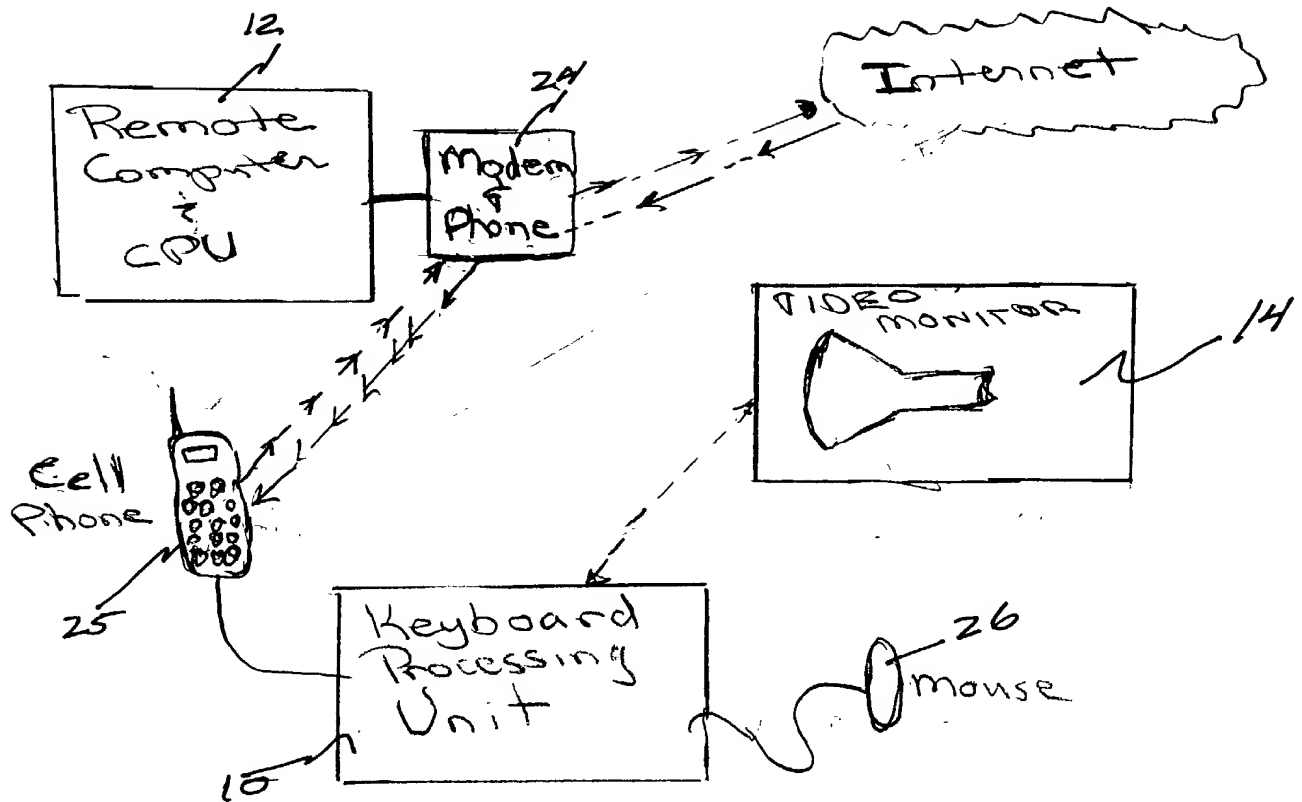 12
Remote
Computer
+
CPU
24
Modem
&
Phone
Internet
VIDEO
MONITOR
14
Cell
Phone
25
Keyboard
Processing
Unit
10
26
mouse